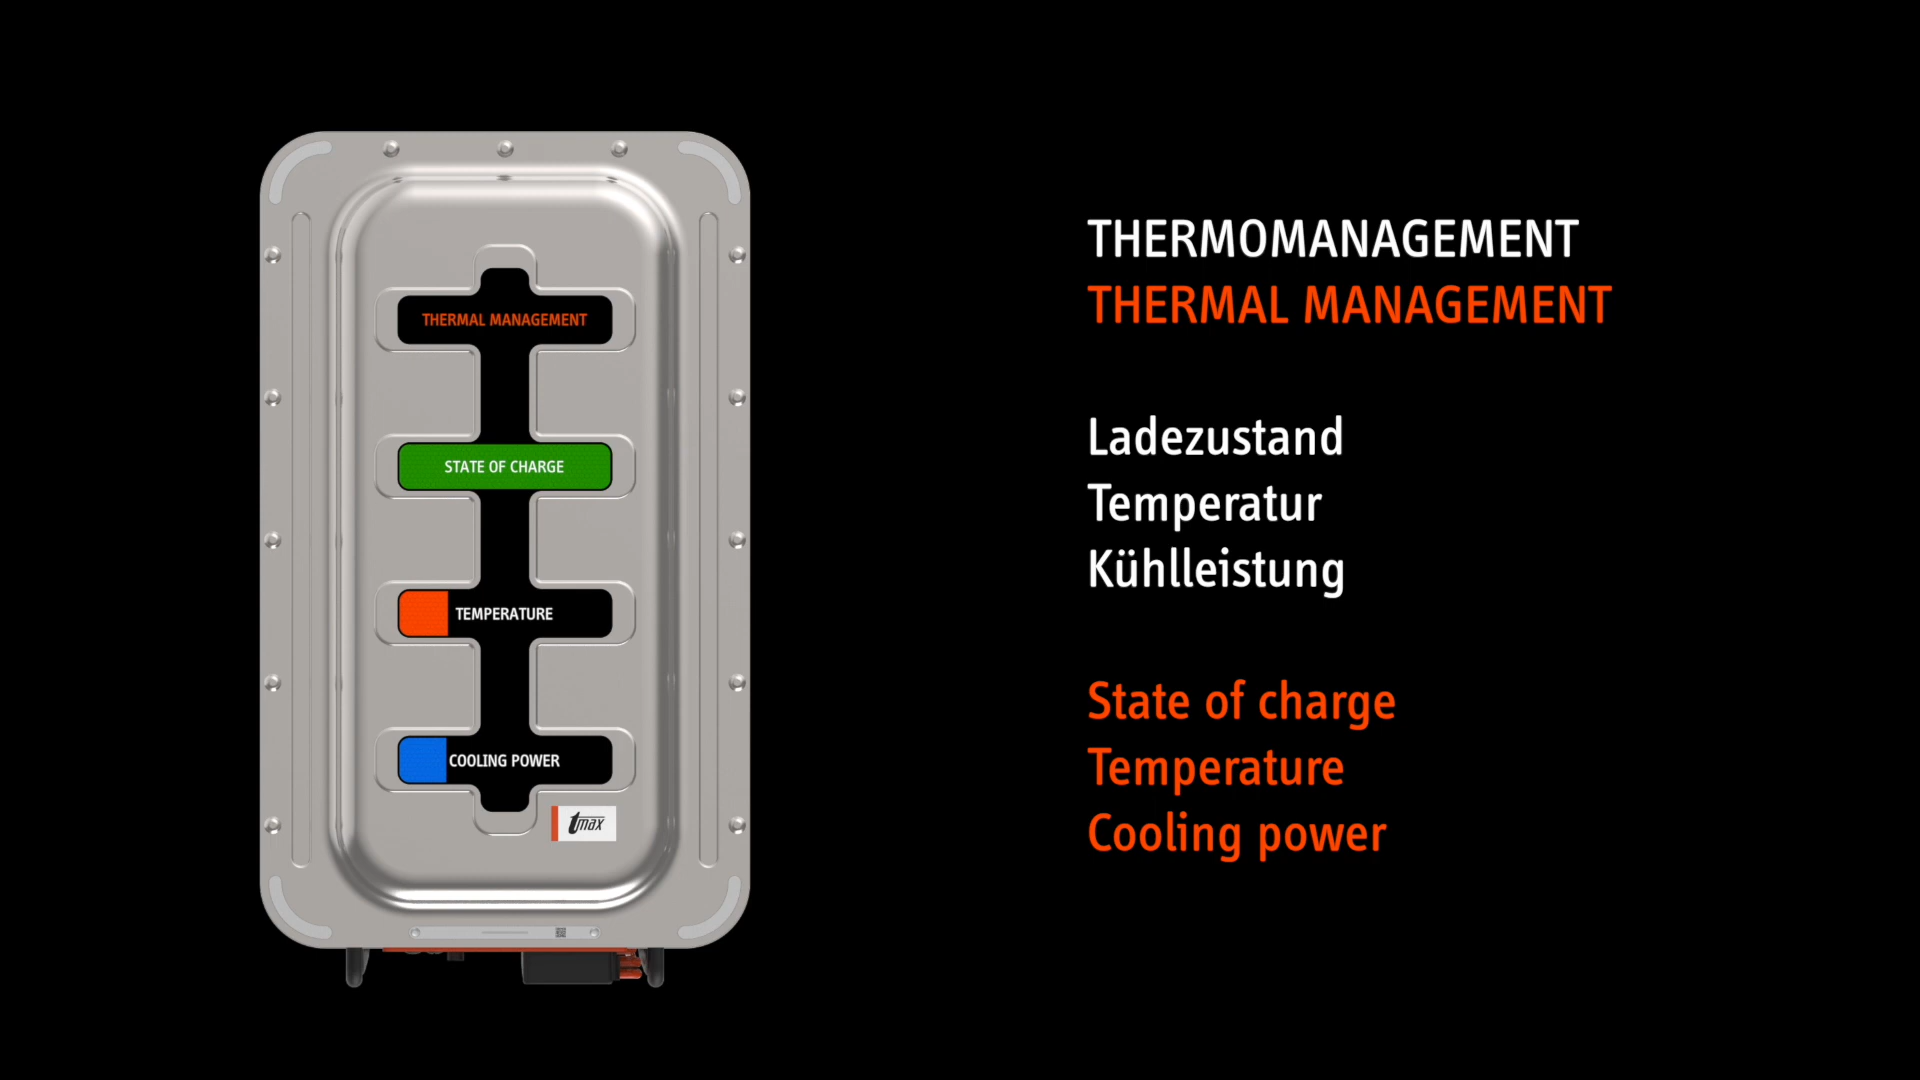 THERMAL MANAGEMENT
STATE OF CHARGE
TEMPERATURE
COOLING POWER
tmax
THERMOMANAGEMENT
THERMAL MANAGEMENT
Ladezustand
Temperatur
Kühlleistung
State of charge
Temperature
Cooling power